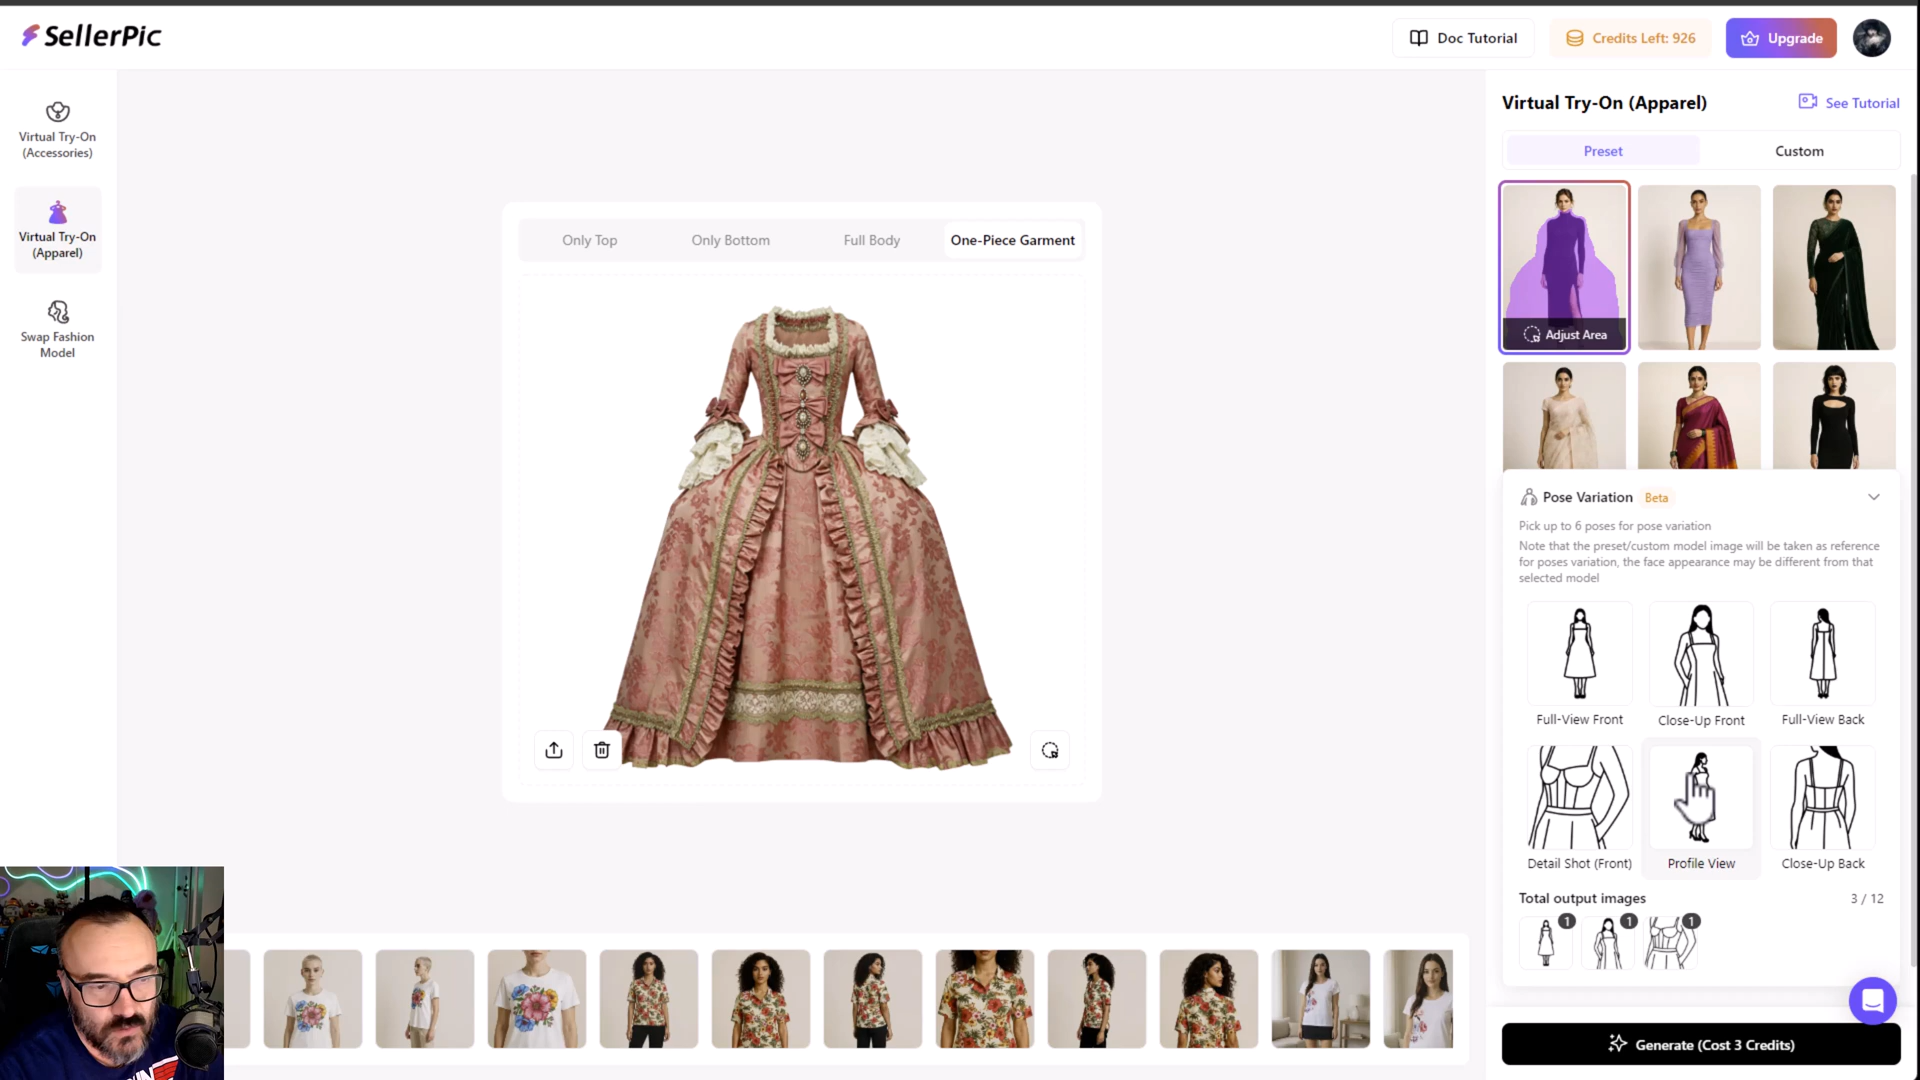 SellerPic
Doc Tutorial
Credits Left: 926
Upgrade
Virtual Try-On
(Accessories)
Virtual Try-On
(Apparel)
Swap Fashion
Model
Only Top
Only Bottom
Full Body
One-Piece Garment
Virtual Try-On (Apparel)
See Tutorial
Preset
Custom
Adjust Area
Pose Variation
Beta
Pick up to 6 poses for pose variation
Note that the preset/custom model image will be taken as reference
for poses variation, the face appearance may be different from that
selected model
Full-View Front
Close-Up Front
Full-View Back
Detail Shot (Front)
Profile View
Close-Up Back
Total output images
3 / 12
1
1
1
Generate (Cost 3 Credits)